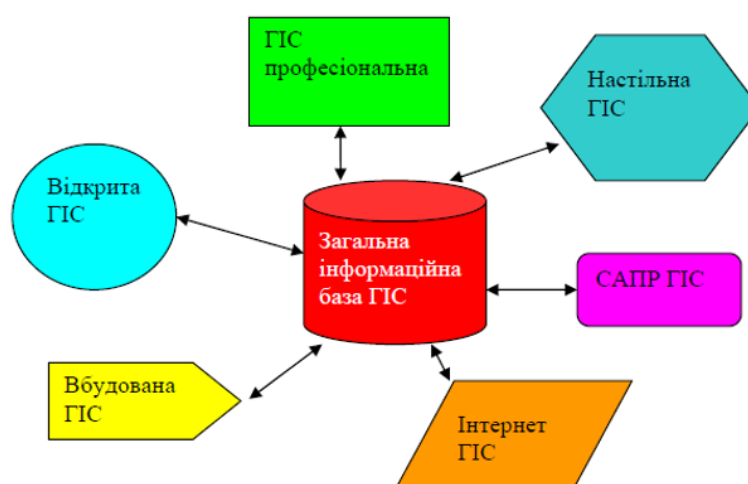 ГІС
професіональна
Настільна
ГІС
Відкрита
ГІС
Загальна
інформаційна
база ГІС
САПР ГІС
Вбудована
ГІС
Інтернет
ГІС